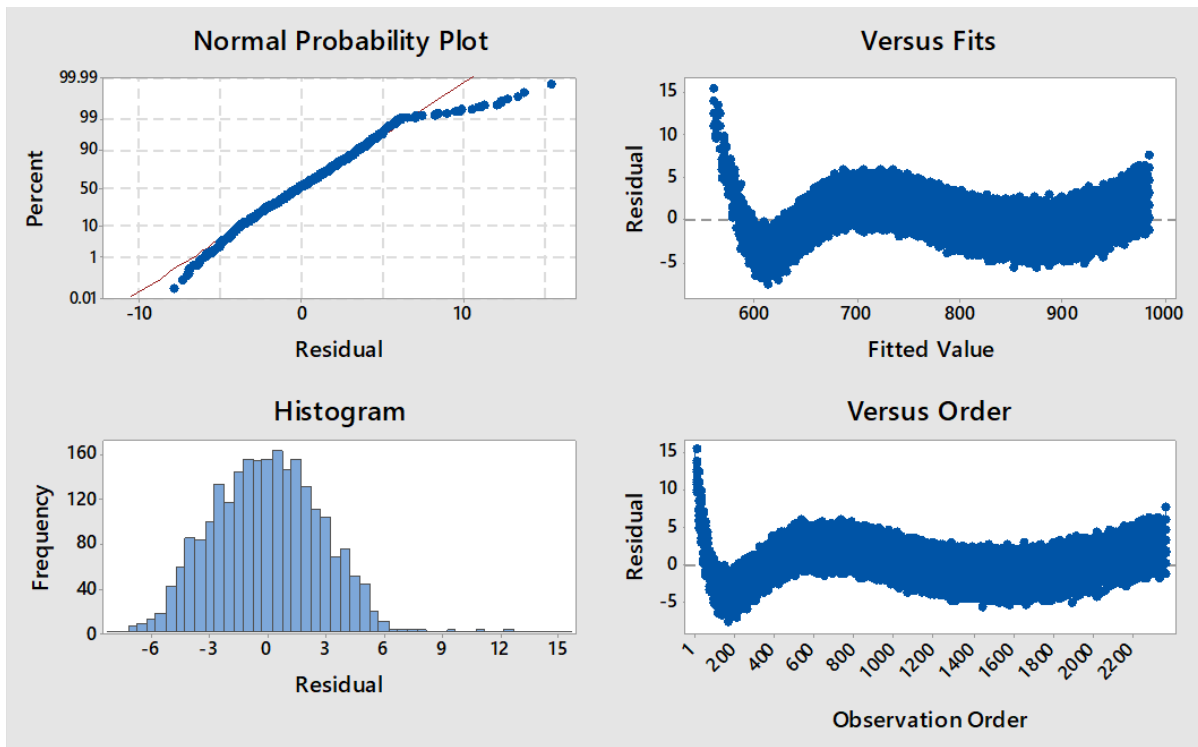 Normal Probability Plot
99.99
99
90
50
10
1
0.01
Percent
-10 0 10
Residual
Versus Fits
15
10
5
0
-5
Residual
600 700 800 900 1000
Fitted Value
Histogram
160
120
80
40
0
Frequency
-6 -3 0 3 6 9 12 15
Residual
Versus Order
15
10
5
0
-5
Residual
1 200 400 600 800 1000 1200 1400 1600 1800 2000 2200
Observation Order